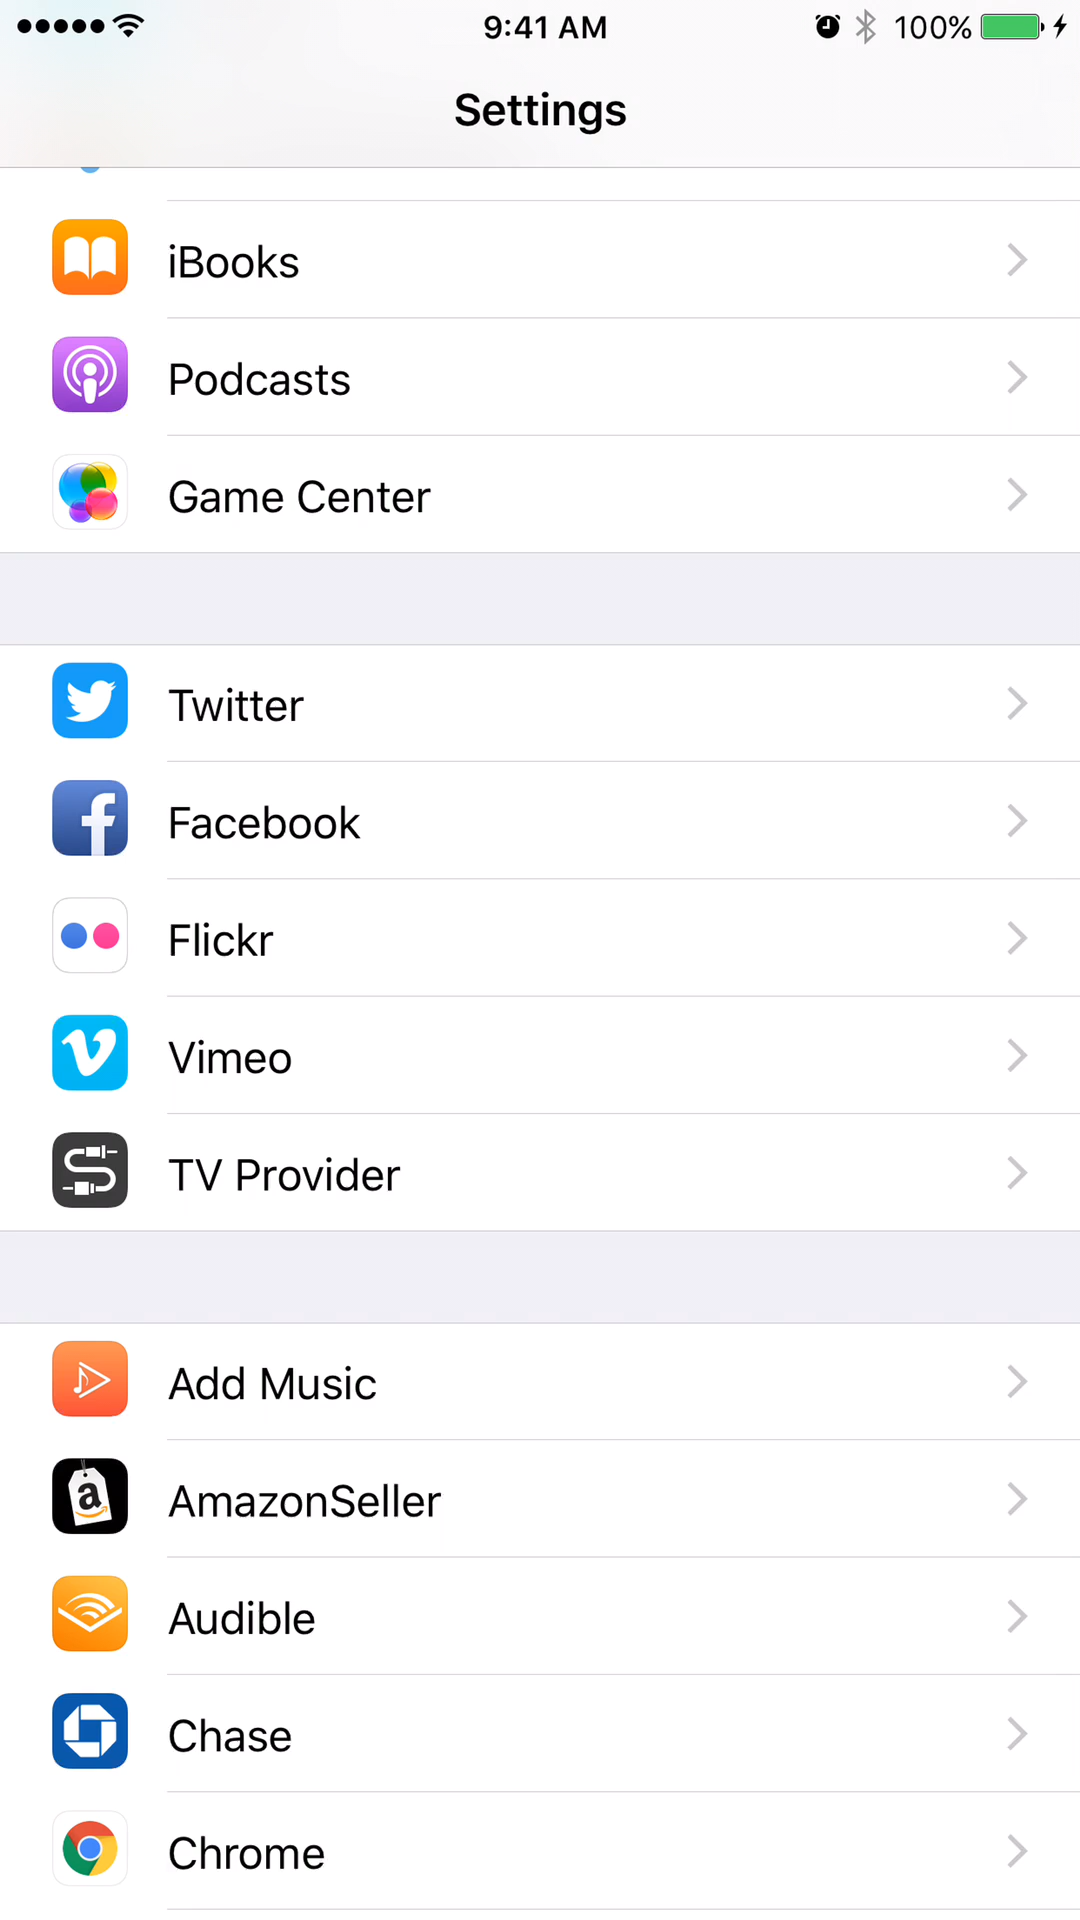 9:41 AM 100%
Settings
iBooks
Podcasts
Game Center
Twitter
Facebook
Flickr
Vimeo
TV Provider
Add Music
AmazonSeller
Audible
Chase
Chrome